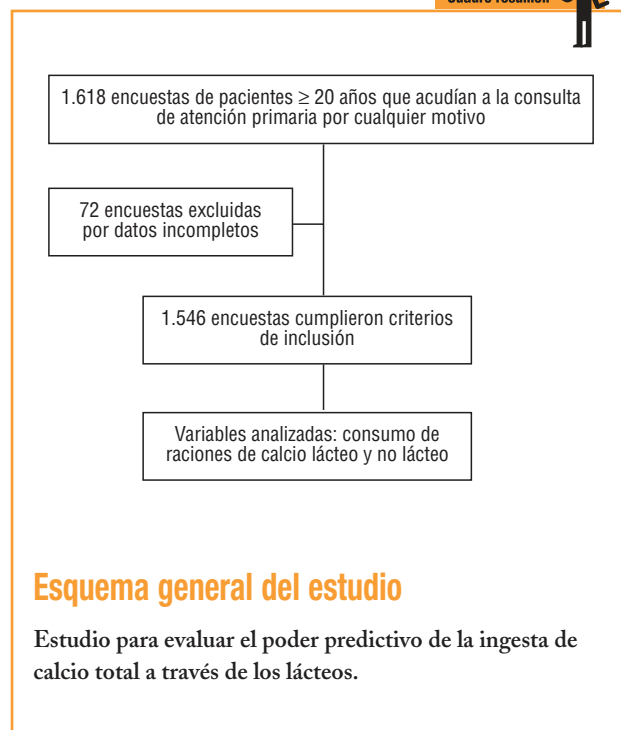 1.618 encuestas de pacientes ≥ 20 años que acudían a la consulta
de atención primaria por cualquier motivo
72 encuestas excluidas
por datos incompletos
1.546 encuestas cumplieron criterios
de inclusión
Variables analizadas: consumo de
raciones de calcio lácteo y no lácteo
Esquema general del estudio
Estudio para evaluar el poder predictivo de la ingesta de
calcio total a través de los lácteos.